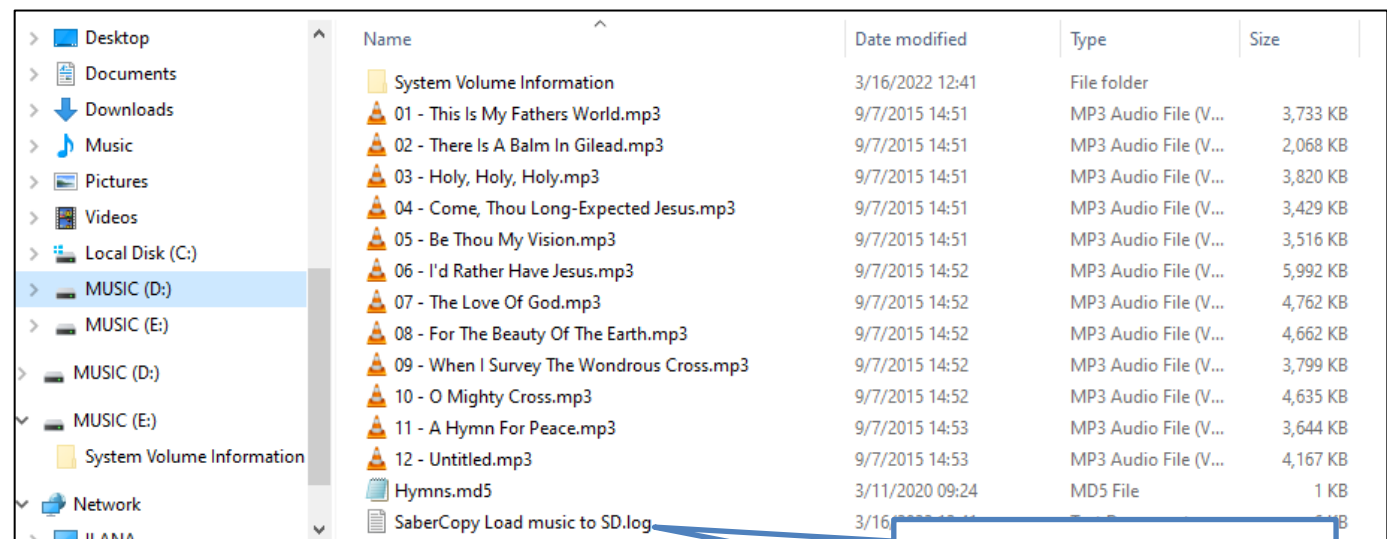 Desktop
Documents
Downloads
Music
Pictures
Videos
Local Disk (C:)
MUSIC (D:)
MUSIC (E:)
MUSIC (D:)
MUSIC (E:)
System Volume Information
Network
Name Date modified Type Size
System Volume Information 3/16/2022 12:41 File folder
01 - This Is My Fathers World.mp3 9/7/2015 14:51 MP3 Audio File (V... 3,733 KB
02 - There Is A Balm In Gilead.mp3 9/7/2015 14:51 MP3 Audio File (V... 2,068 KB
03 - Holy, Holy, Holy.mp3 9/7/2015 14:51 MP3 Audio File (V... 3,820 KB
04 - Come, Thou Long-Expected Jesus.mp3 9/7/2015 14:51 MP3 Audio File (V... 3,429 KB
05 - Be Thou My Vision.mp3 9/7/2015 14:51 MP3 Audio File (V... 3,516 KB
06 - I'd Rather Have Jesus.mp3 9/7/2015 14:52 MP3 Audio File (V... 5,992 KB
07 - The Love Of God.mp3 9/7/2015 14:52 MP3 Audio File (V... 4,762 KB
08 - For The Beauty Of The Earth.mp3 9/7/2015 14:52 MP3 Audio File (V... 4,662 KB
09 - When I Survey The Wondrous Cross.mp3 9/7/2015 14:52 MP3 Audio File (V... 3,799 KB
10 - O Mighty Cross.mp3 9/7/2015 14:52 MP3 Audio File (V... 4,635 KB
11 - A Hymn For Peace.mp3 9/7/2015 14:53 MP3 Audio File (V... 3,644 KB
12 - Untitled.mp3 9/7/2015 14:53 MP3 Audio File (V... 4,167 KB
Hymns.md5 3/11/2020 09:24 MD5 File 1 KB
SaberCopy Load music to SD.log